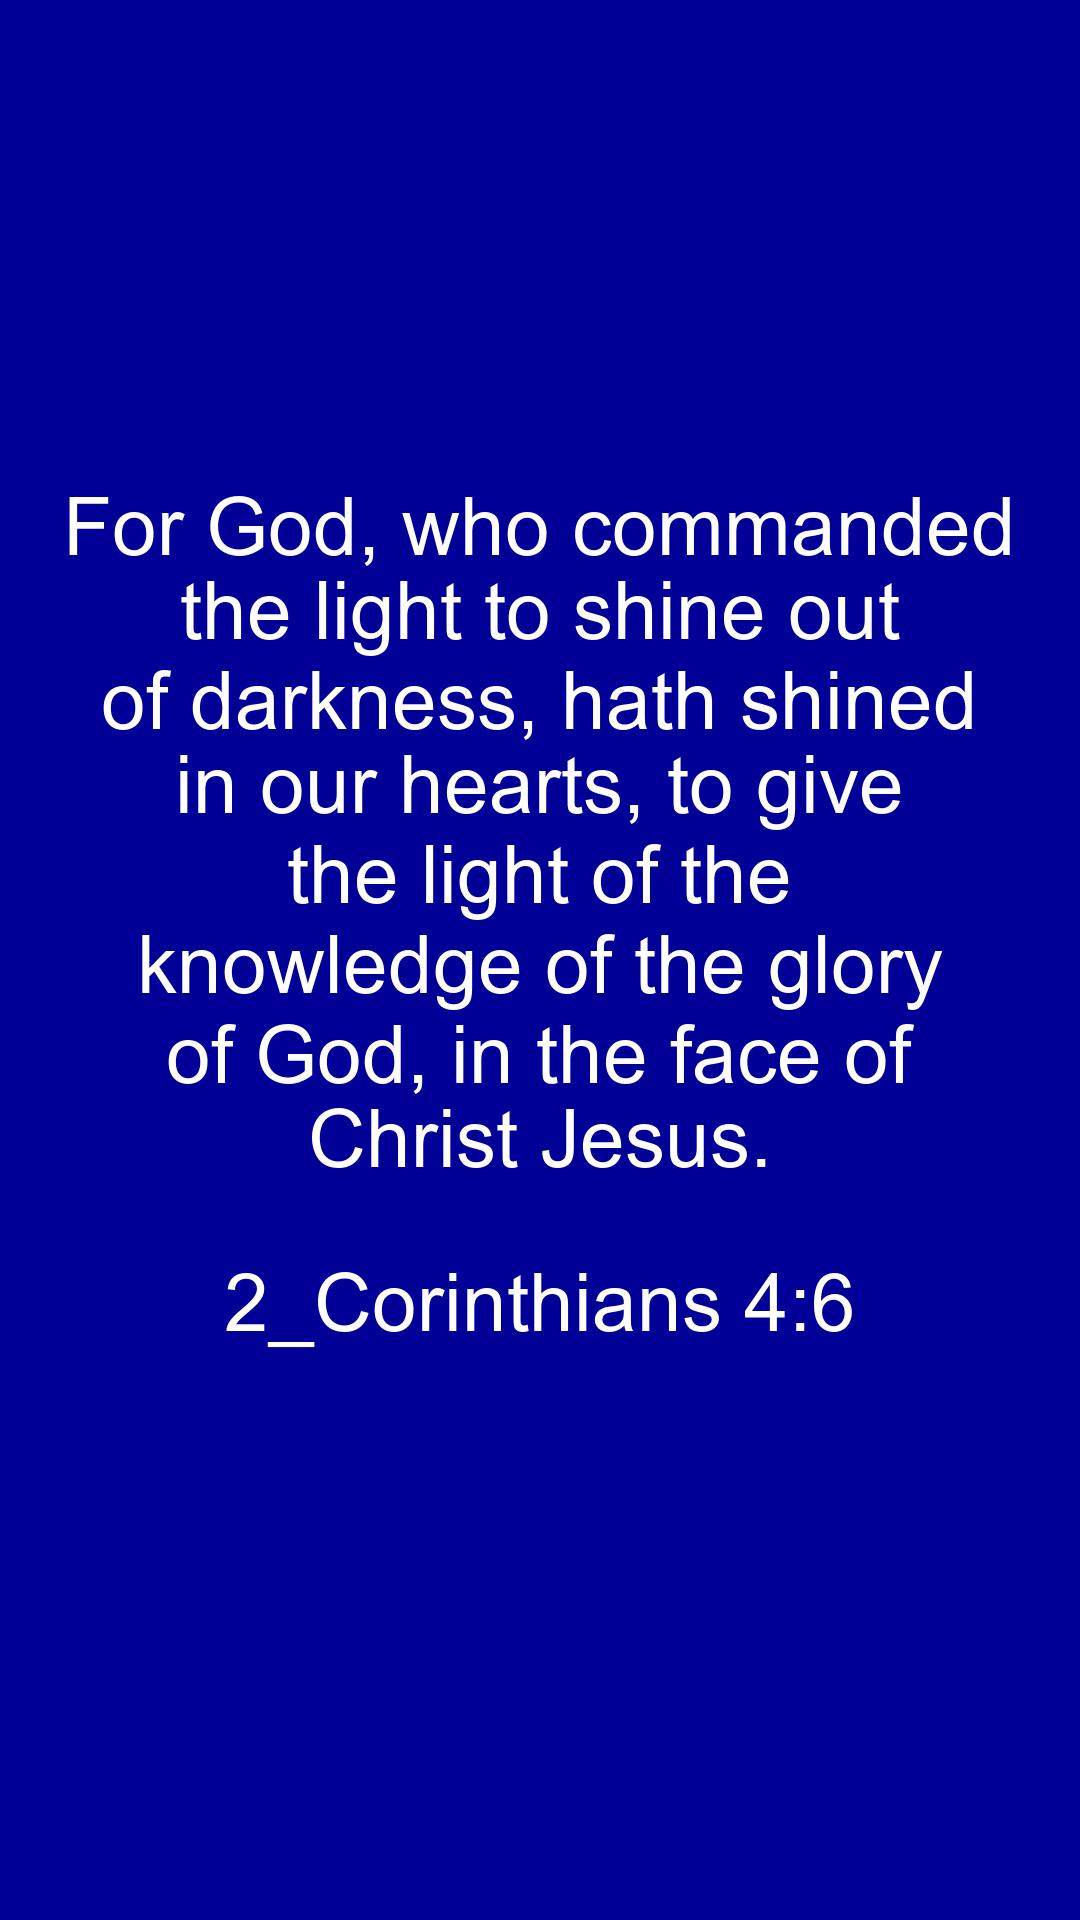 For God, who commanded
the light to shine out
of darkness, hath shined
in our hearts, to give
the light of the
knowledge of the glory
of God, in the face of
Christ Jesus.
2_Corinthians 4:6